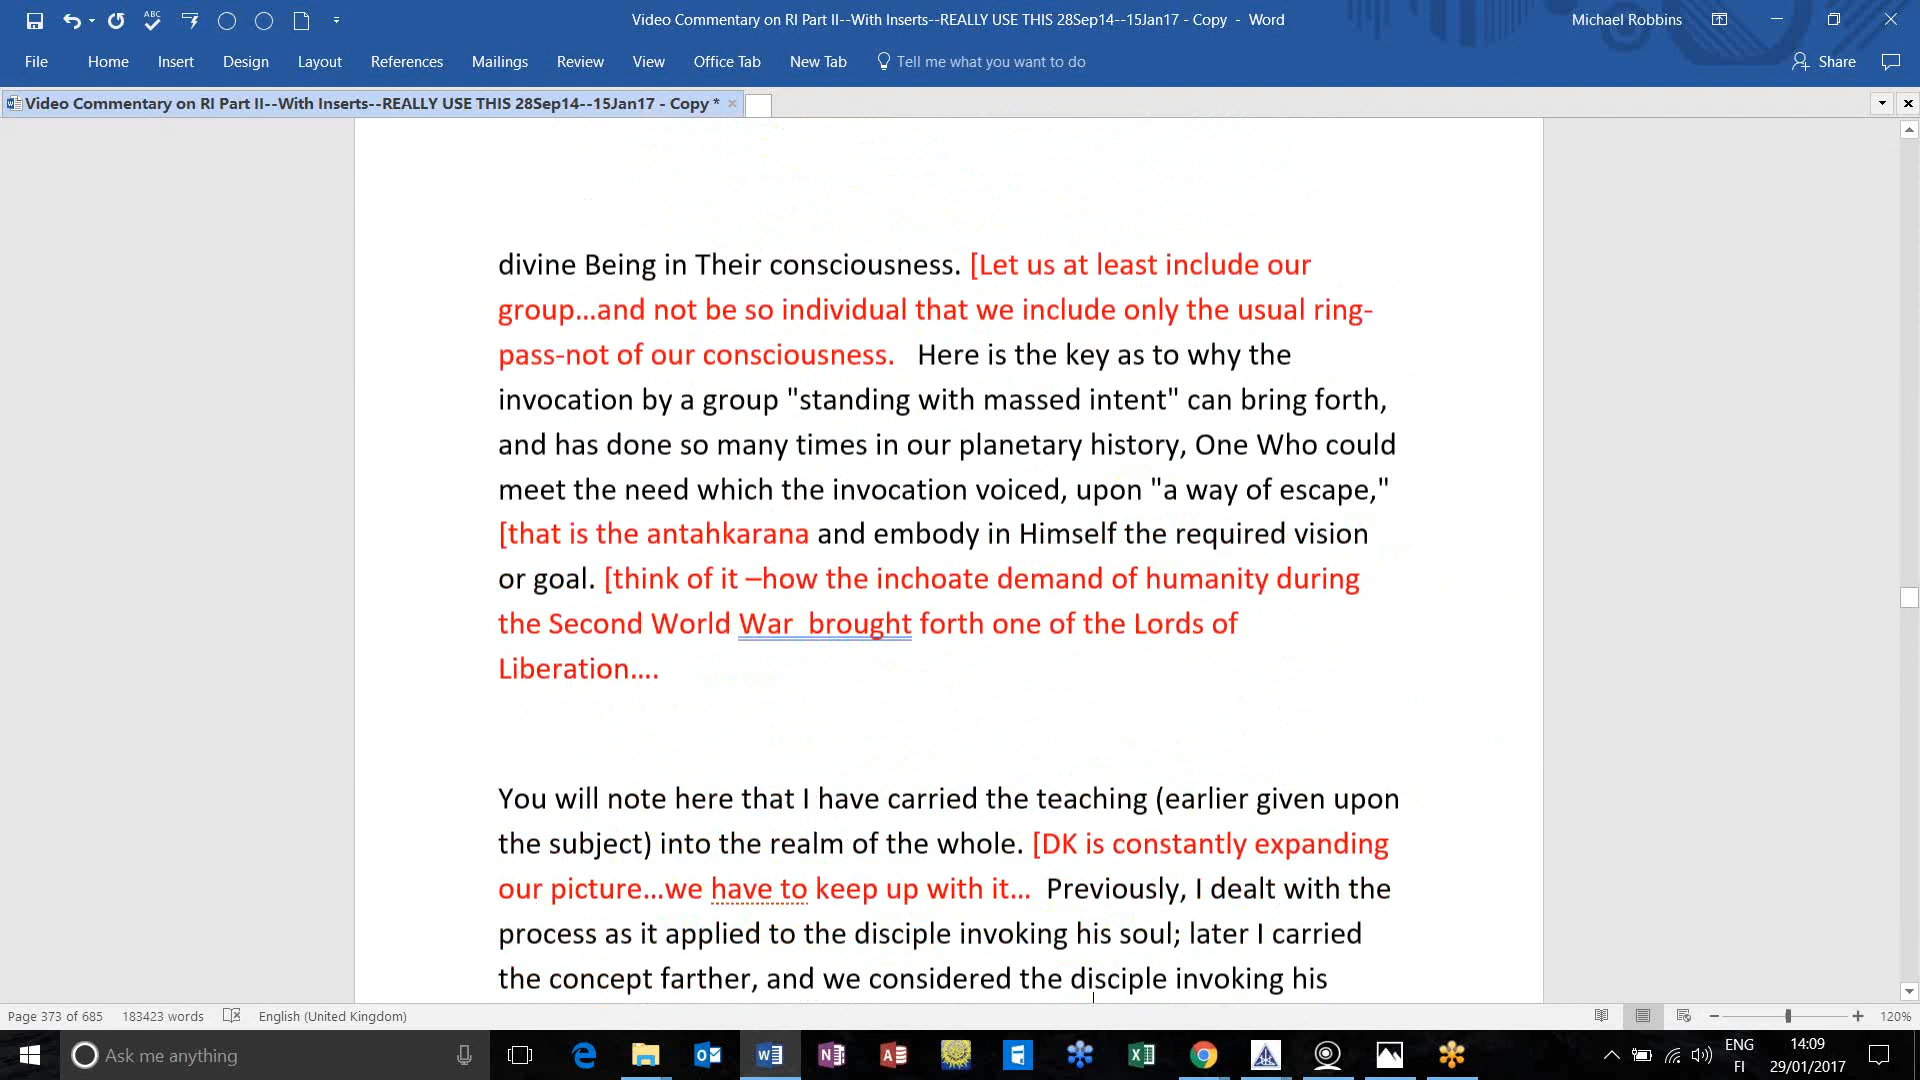 Video Commentary on RI Part II--With Inserts--REALLY USE THIS 28Sep14--15Jan17 - Copy - Word
Michael Robbins
ABC
File Home Insert Design Layout References Mailings Review View Office Tab New Tab Tell me what you want to do Share
Video Commentary on RI Part II--With Inserts--REALLY USE THIS 28Sep14--15Jan17 - Copy *
divine Being in Their consciousness. [Let us at least include our
group…and not be so individual that we include only the usual ring-
pass-not of our consciousness. Here is the key as to why the
invocation by a group "standing with massed intent" can bring forth,
and has done so many times in our planetary history, One Who could
meet the need which the invocation voiced, upon "a way of escape,"
[that is the antahkarana and embody in Himself the required vision
or goal. [think of it –how the inchoate demand of humanity during
the Second World War  brought forth one of the Lords of
Liberation….
You will note here that I have carried the teaching (earlier given upon
the subject) into the realm of the whole. [DK is constantly expanding
our picture…we have to keep up with it… Previously, I dealt with the
process as it applied to the disciple invoking his soul; later I carried
the concept farther, and we considered the disciple invoking his
Page 373 of 685 183423 words English (United Kingdom) 120%
Ask me anything
ENG
FI
14:09
29/01/2017